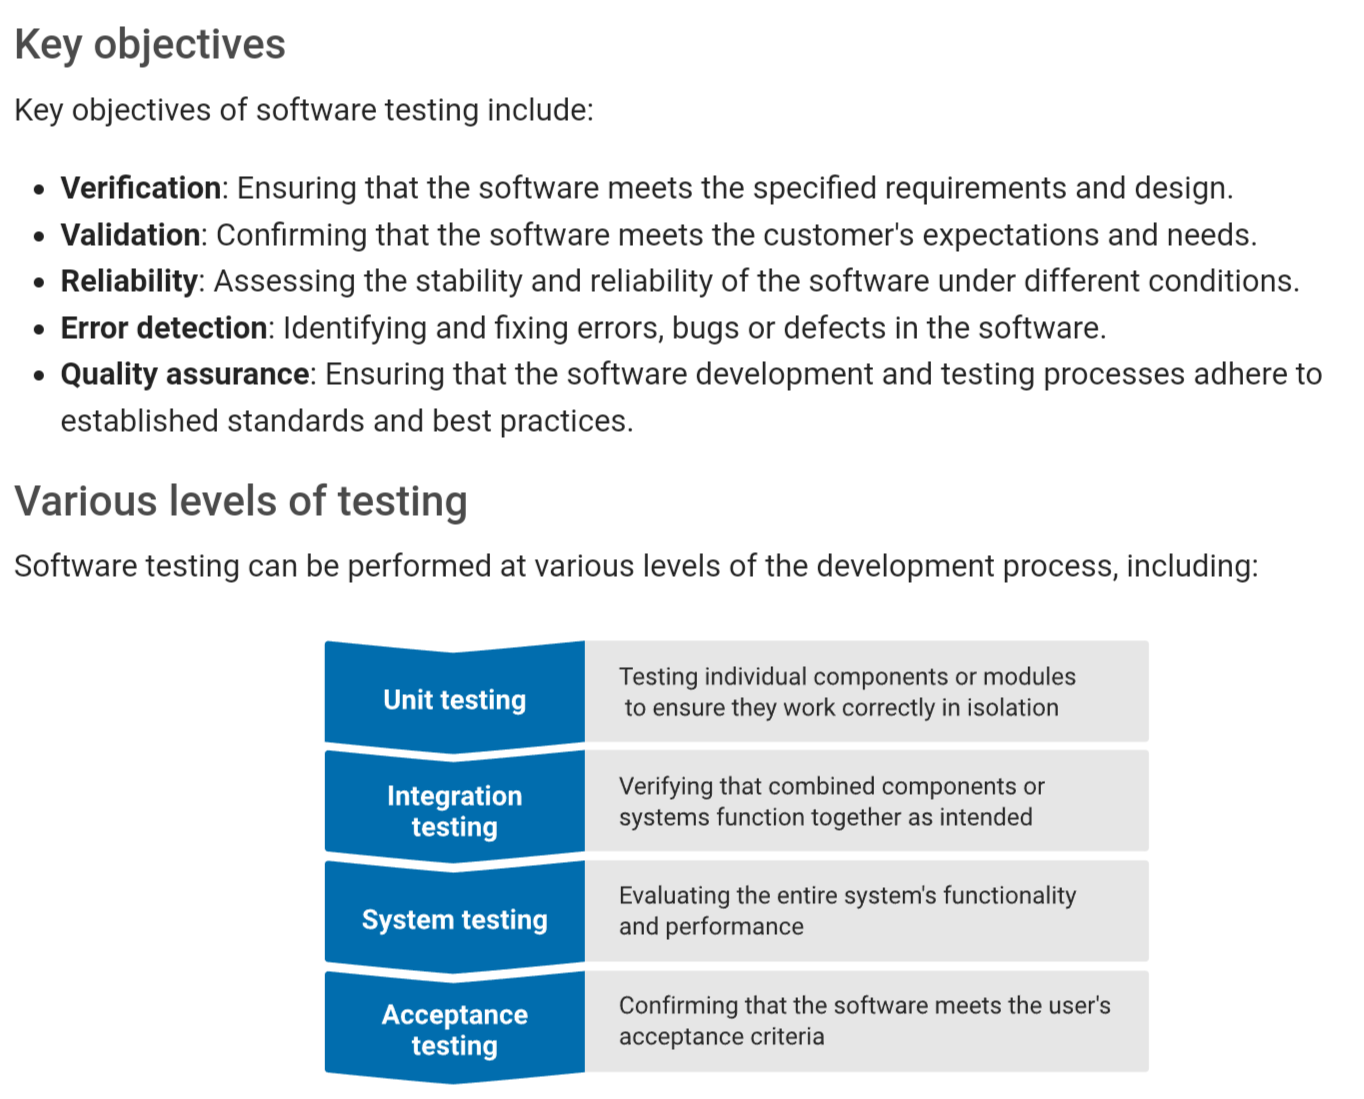 Key objectives
Key objectives of software testing include:
Verification: Ensuring that the software meets the specified requirements and design.
Validation: Confirming that the software meets the customer's expectations and needs.
Reliability: Assessing the stability and reliability of the software under different conditions.
Error detection: Identifying and fixing errors, bugs or defects in the software.
Quality assurance: Ensuring that the software development and testing processes adhere to
established standards and best practices.
Various levels of testing
Software testing can be performed at various levels of the development process, including:
Unit testing
Testing individual components or modules
to ensure they work correctly in isolation
Integration
testing
Verifying that combined components or
systems function together as intended
System testing
Evaluating the entire system's functionality
and performance
Acceptance
testing
Confirming that the software meets the user's
acceptance criteria